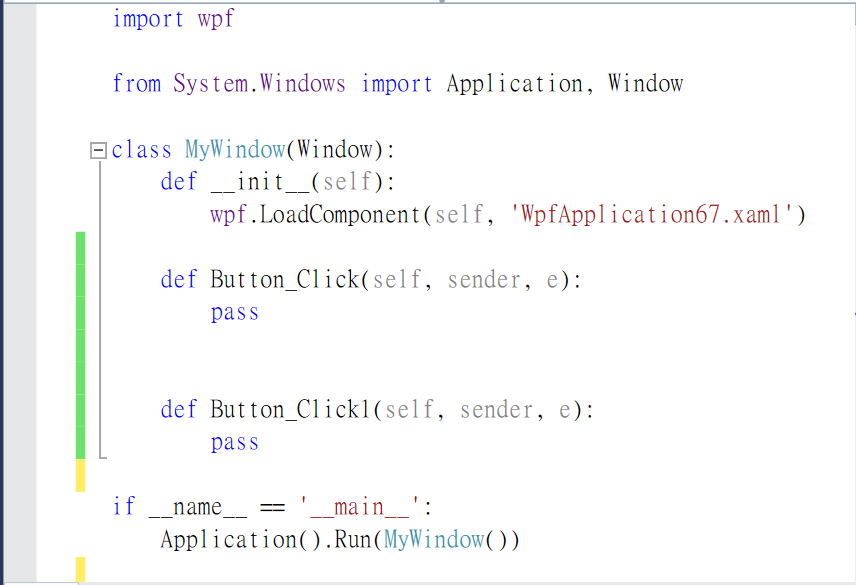 import wpf
from System.Windows import Application, Window
class MyWindow(Window):
    def __init__(self):
        wpf.LoadComponent(self, 'WpfApplication67.xaml')
    def Button_Click(self, sender, e):
        pass
    def Button_Click1(self, sender, e):
        pass
if __name__ == '__main__':
    Application().Run(MyWindow())